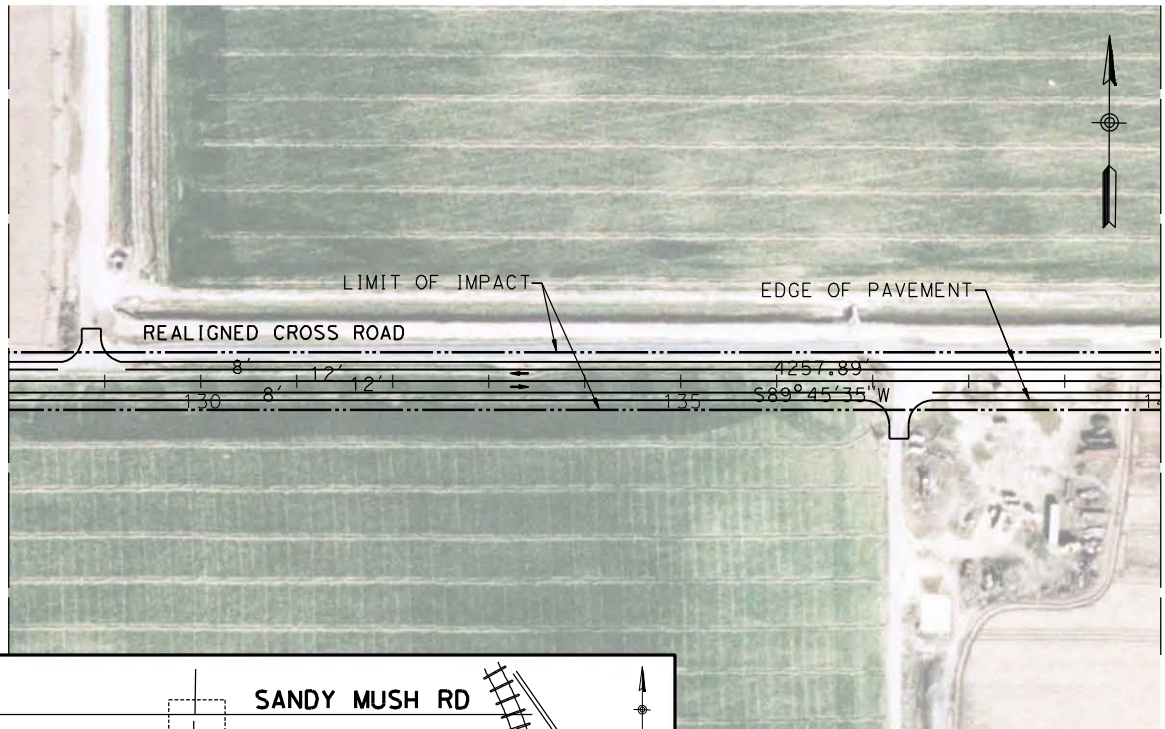 LIMIT OF IMPACT
EDGE OF PAVEMENT
REALIGNED CROSS ROAD
8'
12'
4257.89'
12'
8'
130
135
S89°45'35"W
SANDY MUSH RD